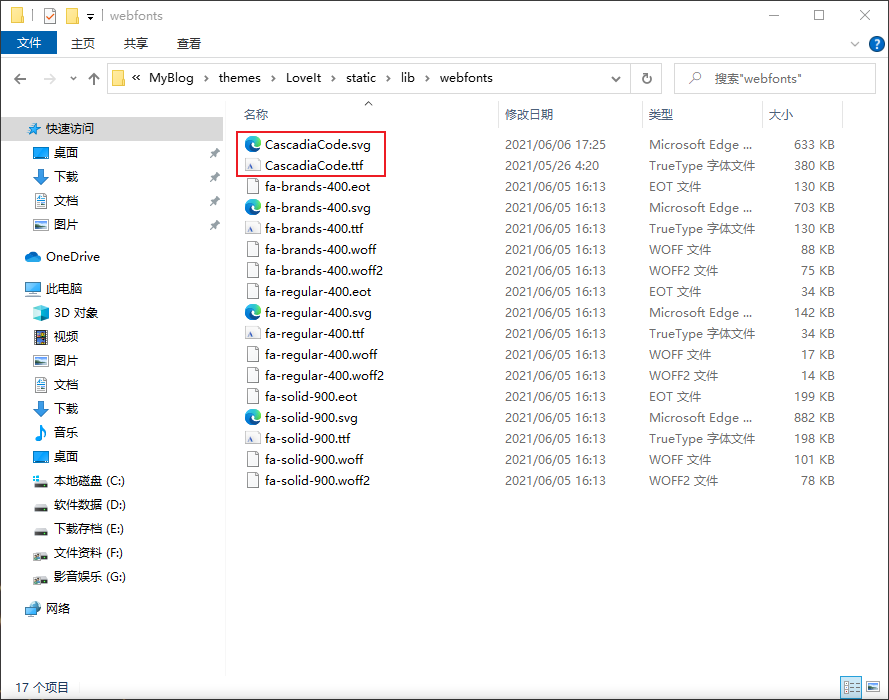 webfonts
文件 主页 共享 查看
« MyBlog › themes › LoveIt › static › lib › webfonts 搜索"webfonts"
名称 修改日期 类型 大小
快速访问
桌面
下载
文档
图片
OneDrive
此电脑
3D 对象
视频
图片
文档
下载
音乐
桌面
本地磁盘 (C:)
软件数据 (D:)
下载存档 (E:)
文件资料 (F:)
影音娱乐 (G:)
网络
CascadiaCode.svg 2021/06/06 17:25 Microsoft Edge ... 633 KB
CascadiaCode.ttf 2021/05/26 4:20 TrueType 字体文件 380 KB
fa-brands-400.eot 2021/06/05 16:13 EOT 文件 130 KB
fa-brands-400.svg 2021/06/05 16:13 Microsoft Edge ... 703 KB
fa-brands-400.ttf 2021/06/05 16:13 TrueType 字体文件 130 KB
fa-brands-400.woff 2021/06/05 16:13 WOFF 文件 88 KB
fa-brands-400.woff2 2021/06/05 16:13 WOFF2 文件 75 KB
fa-regular-400.eot 2021/06/05 16:13 EOT 文件 34 KB
fa-regular-400.svg 2021/06/05 16:13 Microsoft Edge ... 142 KB
fa-regular-400.ttf 2021/06/05 16:13 TrueType 字体文件 34 KB
fa-regular-400.woff 2021/06/05 16:13 WOFF 文件 17 KB
fa-regular-400.woff2 2021/06/05 16:13 WOFF2 文件 14 KB
fa-solid-900.eot 2021/06/05 16:13 EOT 文件 199 KB
fa-solid-900.svg 2021/06/05 16:13 Microsoft Edge ... 882 KB
fa-solid-900.ttf 2021/06/05 16:13 TrueType 字体文件 198 KB
fa-solid-900.woff 2021/06/05 16:13 WOFF 文件 101 KB
fa-solid-900.woff2 2021/06/05 16:13 WOFF2 文件 78 KB
17 个项目